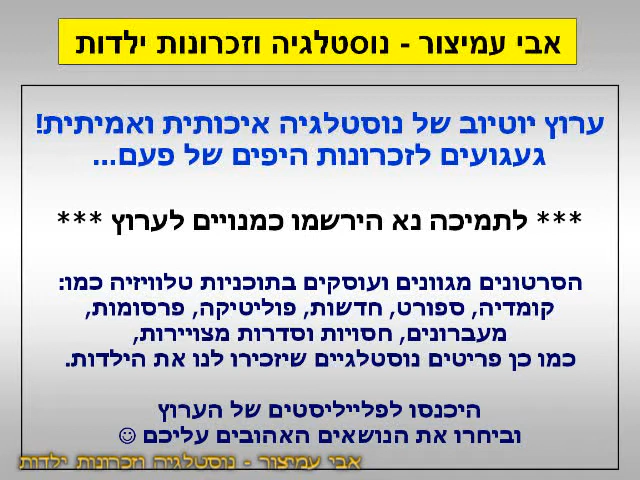 אבי עמיצור - נוסטלגיה וזכרונות ילדות
ערוץ יוטיוב של נוסטלגיה איכותית ואמיתית!
געגועים לזכרונות היפים של פעם...
*** לתמיכה נא הירשמו כמנויים לערוץ ***
הסרטונים מגוונים ועוסקים בתוכניות טלוויזיה כמו:
קומדיה, ספורט, חדשות, פוליטיקה, פרסומות,
מעברונים, חסויות וסדרות מצויירות,
כמו כן פריטים נוסטלגיים שיזכירו לנו את הילדות.
היכנסו לפלייליסטים של הערוץ
וביחרו את הנושאים האהובים עליכם ☺
אבי עמיצור - נוסטלגיה וזכרונות ילדות